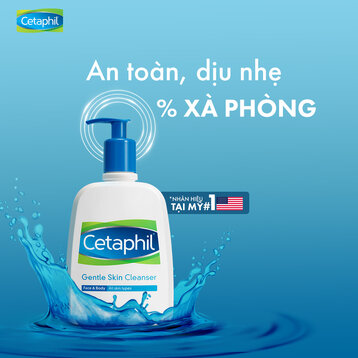 Cetaphil
An toàn, dịu nhẹ
% XÀ PHÒNG
*NHÃN HIỆU
TẠI MỸ #1
Cetaphil
Gentle Skin Cleanser
Face & Body All skin types